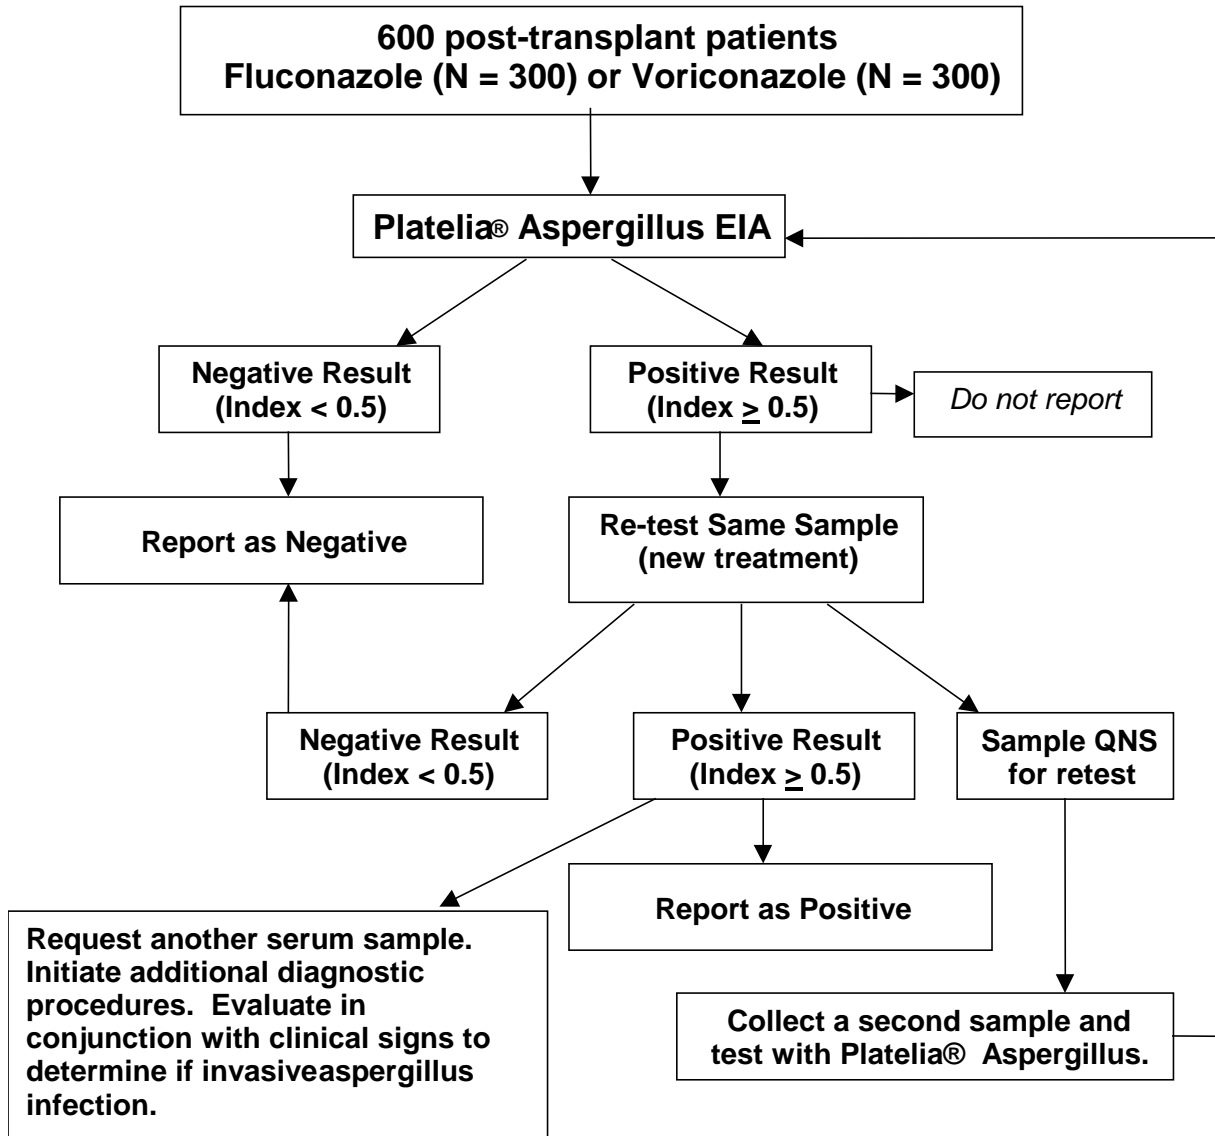 600 post-transplant patients
Fluconazole (N = 300) or Voriconazole (N = 300)
Platelia® Aspergillus EIA
Negative Result
(Index < 0.5)
Positive Result
(Index ≥ 0.5)
Do not report
Report as Negative
Re-test Same Sample
(new treatment)
Negative Result
(Index < 0.5)
Positive Result
(Index ≥ 0.5)
Sample QNS
for retest
Report as Positive
Request another serum sample.
Initiate additional diagnostic
procedures.  Evaluate in
conjunction with clinical signs to
determine if invasiveaspergillus
infection.
Collect a second sample and
test with Platelia®  Aspergillus.